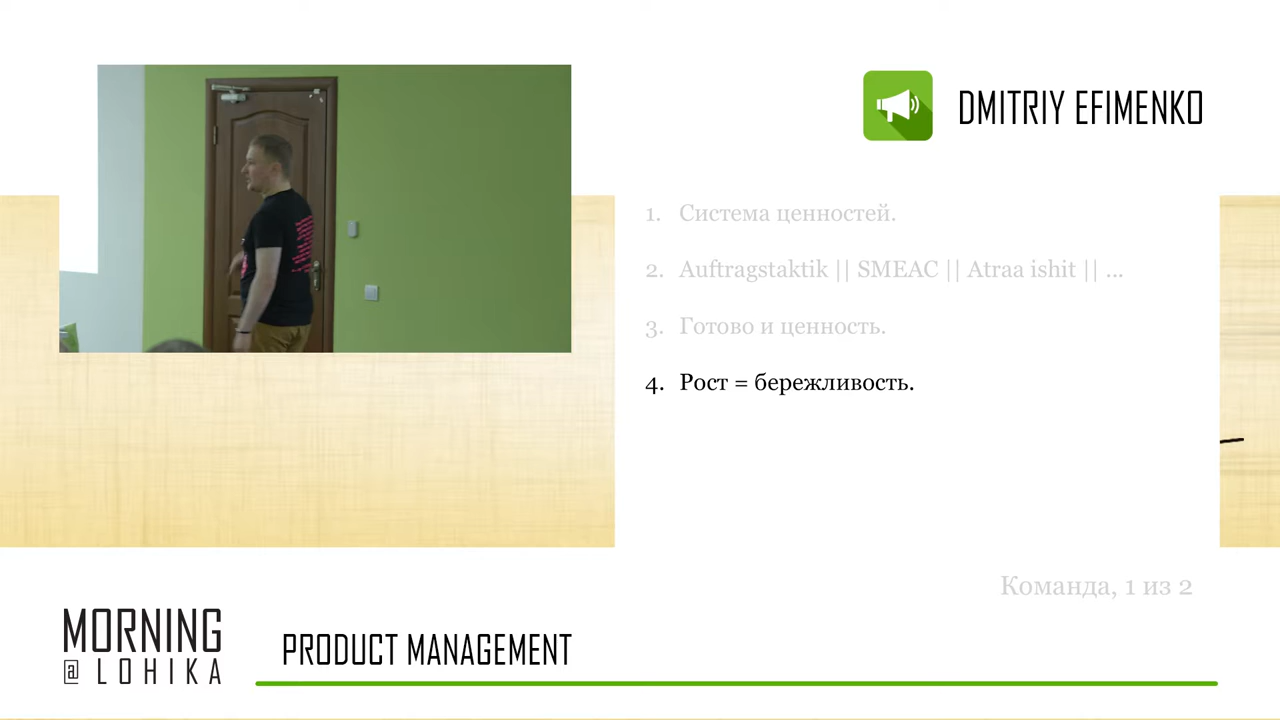 DMITRIY EFIMENKO
1. Система ценностей.
2. Auftragstaktik || SMEAC || Atraa ishit || ...
3. Готово и ценность.
4. Рост = бережливость.
Команда, 1 из 2
MORNING
@ LOHIKA
PRODUCT MANAGEMENT